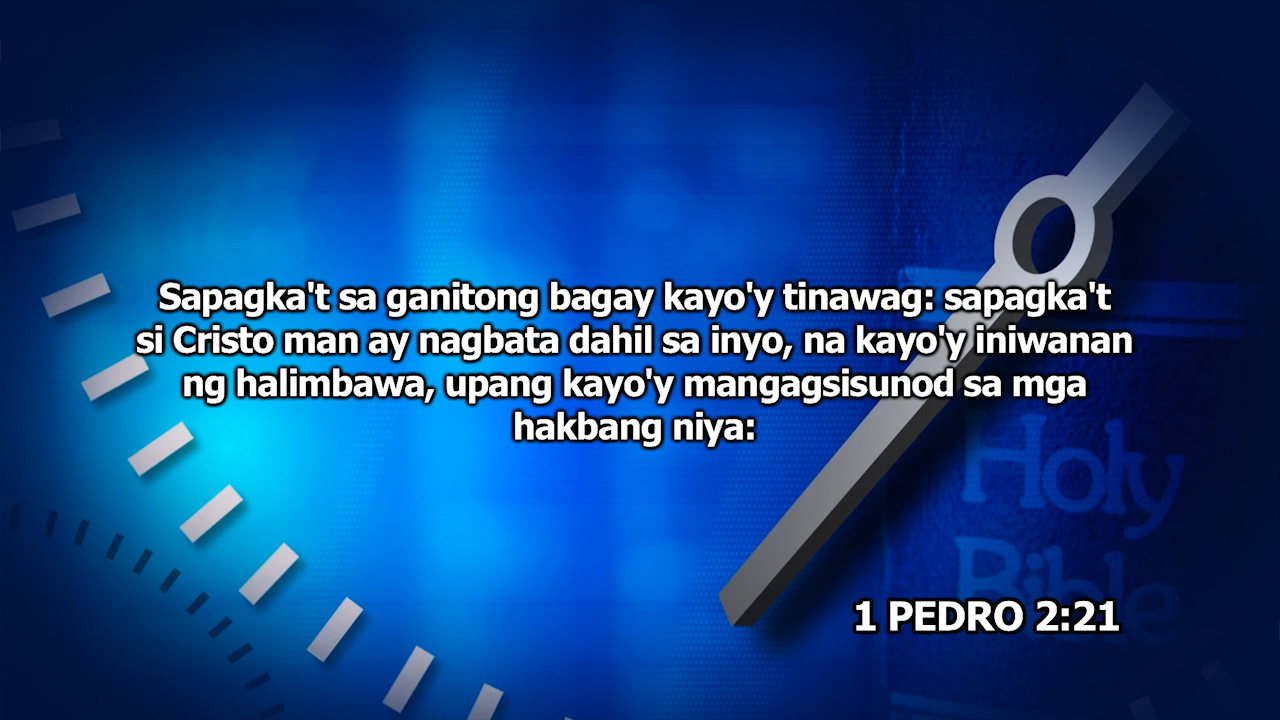 Sapagka't sa ganitong bagay kayo'y tinawag: sapagka't
si Cristo man ay nagbata dahil sa inyo, na kayo'y iniwanan
ng halimbawa, upang kayo'y mangagsisunod sa mga
hakbang niya:
Holy
Bible
1 PEDRO 2:21